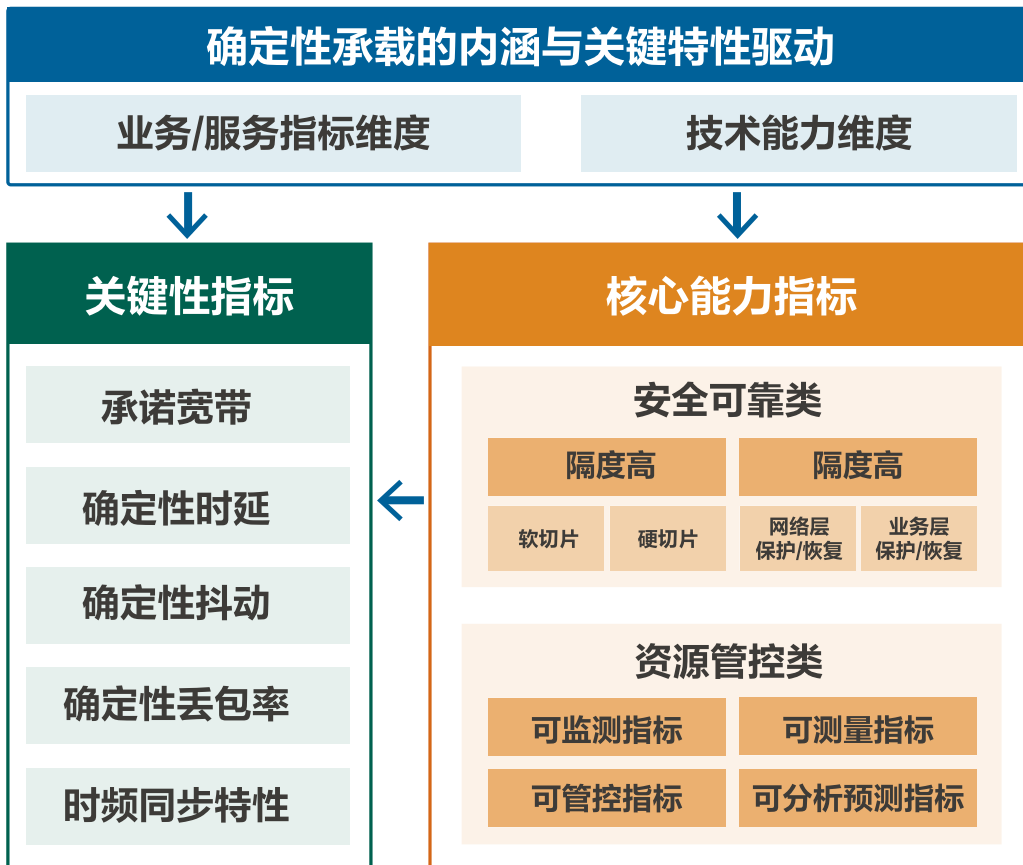 确定性承载的内涵与关键特性驱动
业务/服务指标维度
技术能力维度
关键性指标
承诺宽带
确定性时延
确定性抖动
确定性丢包率
时频同步特性
核心能力指标
安全可靠类
隔度高
隔度高
软切片
硬切片
网络层
保护/恢复
业务层
保护/恢复
资源管控类
可监测指标
可测量指标
可管控指标
可分析预测指标